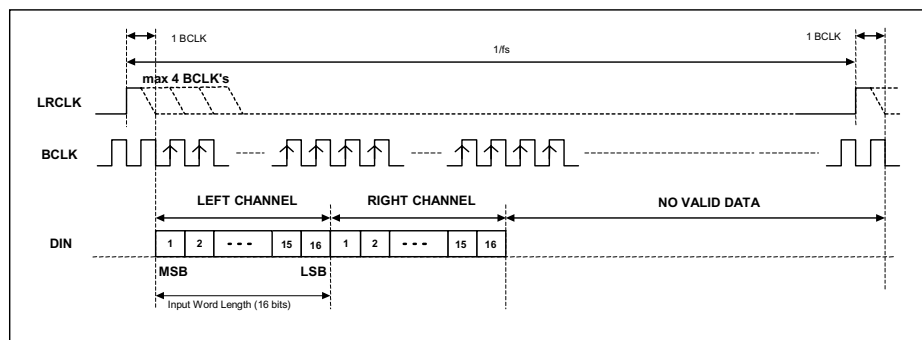 1 BCLK
1 BCLK
1/fs
max 4 BCLK's
LRCLK
BCLK
LEFT CHANNEL
RIGHT CHANNEL
NO VALID DATA
DIN
1 2 - - - 15 16 1 2 - - - 15 16
MSB
LSB
Input Word Length (16 bits)